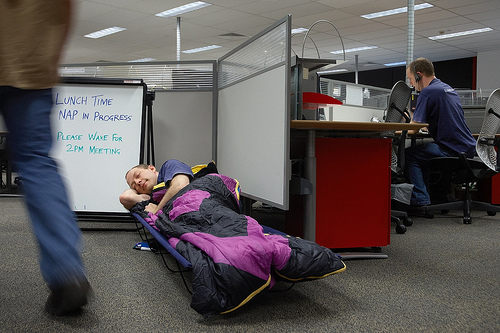 LUNCH TIME
NAP IN PROGRESS
PLEASE WAKE FOR
2PM MEETING